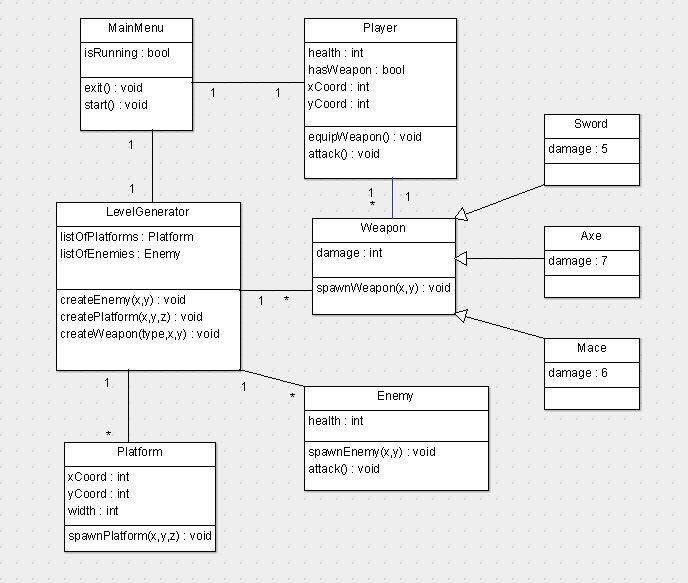 MainMenu
isRunning : bool
exit() : void
start() : void
1
1
Player
health : int
hasWeapon : bool
xCoord : int
yCoord : int
equipWeapon() : void
attack() : void
1
1
LevelGenerator
listOfPlatforms : Platform
listOfEnemies : Enemy
createEnemy(x,y) : void
createPlatform(x,y,z) : void
createWeapon(type,x,y) : void
1
1
*
Weapon
damage : int
spawnWeapon(x,y) : void
1
*
Sword
damage : 5
Axe
damage : 7
Mace
damage : 6
1
*
Enemy
health : int
spawnEnemy(x,y) : void
attack() : void
1
*
Platform
xCoord : int
yCoord : int
width : int
spawnPlatform(x,y,z) : void